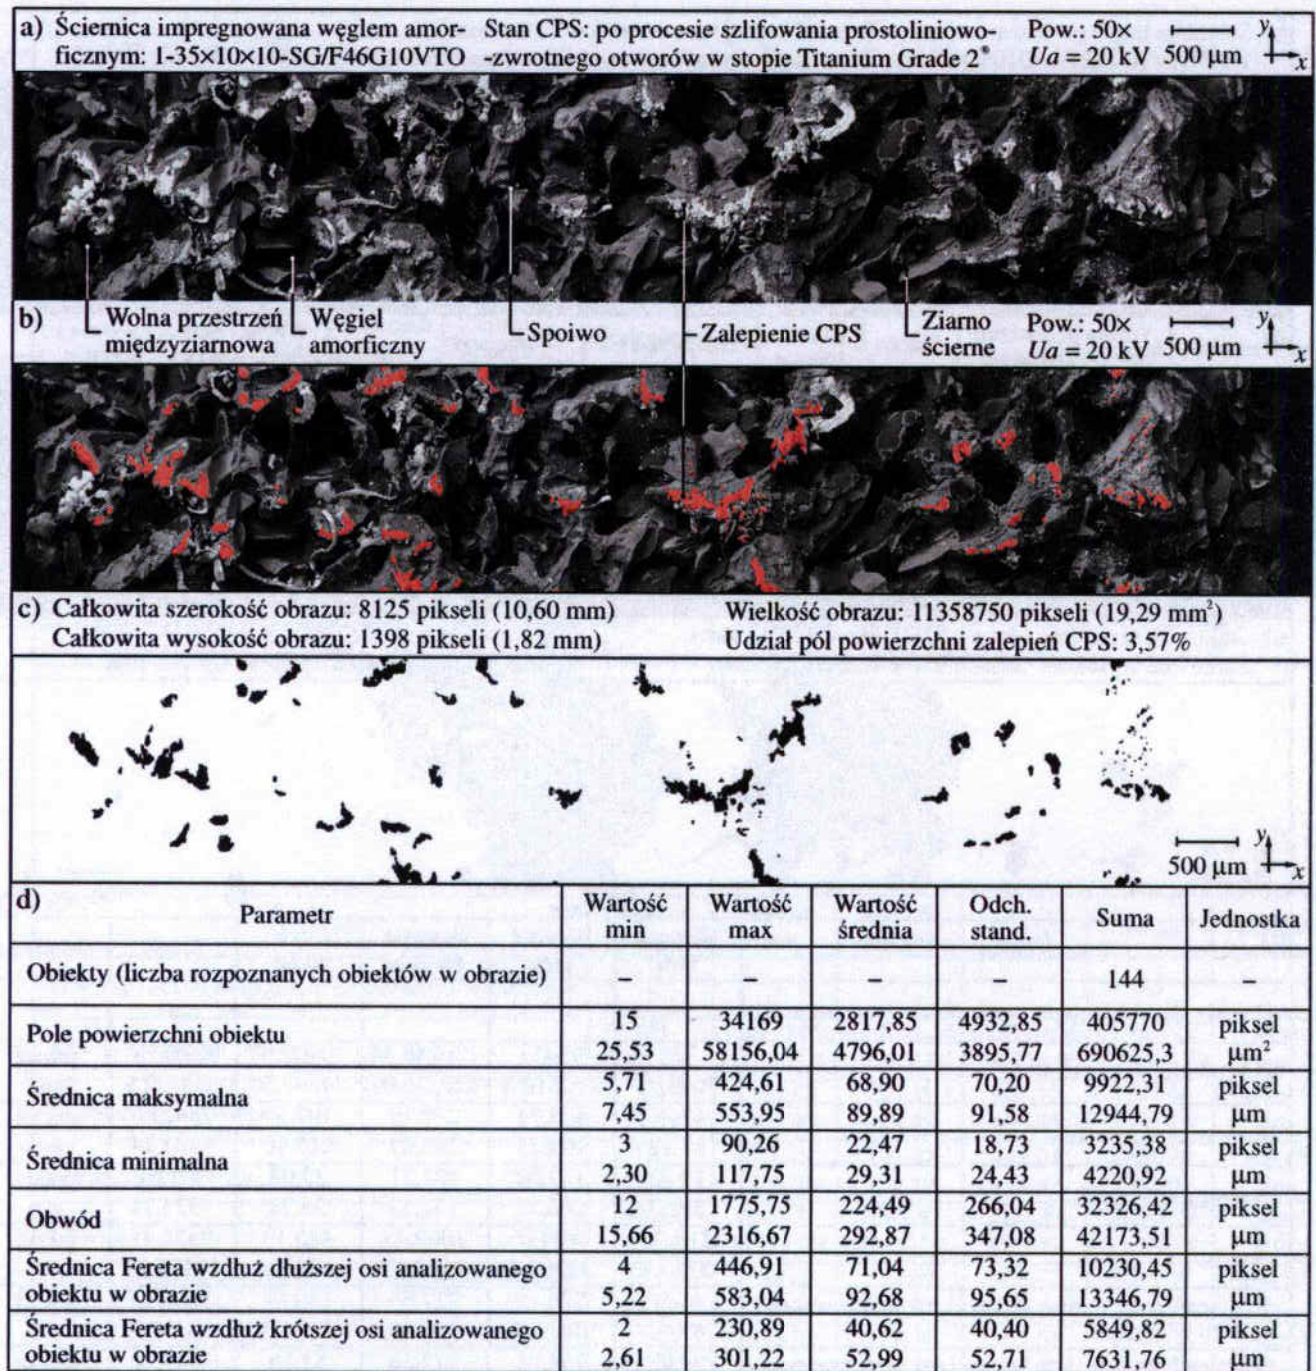 a) Ściernica impregnowana węglem amor-
ficznym: 1-35×10×10-SG/F46G10VTO
Stan CPS: po procesie szlifowania prostoliniowo-
-zwrotnego otworów w stopie Titanium Grade 2®
Pow.: 50×
Ua = 20 kV 500 µm
y
x
b)
Wolna przestrzeń
międzyziarnowa
Węgiel
amorficzny
Spoiwo
Zalepienie CPS
Ziarno
ścierne
Pow.: 50×
Ua = 20 kV 500 µm
y
x
c) Całkowita szerokość obrazu: 8125 pikseli (10,60 mm)
Całkowita wysokość obrazu: 1398 pikseli (1,82 mm)
Wielkość obrazu: 11358750 pikseli (19,29 mm²)
Udział pól powierzchni zalepień CPS: 3,57%
500 µm
y
x
d)
Parametr Wartość min Wartość max Wartość średnia Odch. stand. Suma Jednostka
Obiekty (liczba rozpoznanych obiektów w obrazie) – – – – 144 –
Pole powierzchni obiektu
15 34169 2817,85 4932,85 405770 piksel
25,53 58156,04 4796,01 3895,77 690625,3 µm²
Średnica maksymalna
5,71 424,61 68,90 70,20 9922,31 piksel
7,45 553,95 89,89 91,58 12944,79 µm
Średnica minimalna
3 90,26 22,47 18,73 3235,38 piksel
2,30 117,75 29,31 24,43 4220,92 µm
Obwód
12 1775,75 224,49 266,04 32326,42 piksel
15,66 2316,67 292,87 347,08 42173,51 µm
Średnica Fereta wzdłuż dłuższej osi analizowanego
obiektu w obrazie
4 446,91 71,04 73,32 10230,45 piksel
5,22 583,04 92,68 95,65 13346,79 µm
Średnica Fereta wzdłuż krótszej osi analizowanego
obiektu w obrazie
2 230,89 40,62 40,40 5849,82 piksel
2,61 301,22 52,99 52,71 7631,76 µm